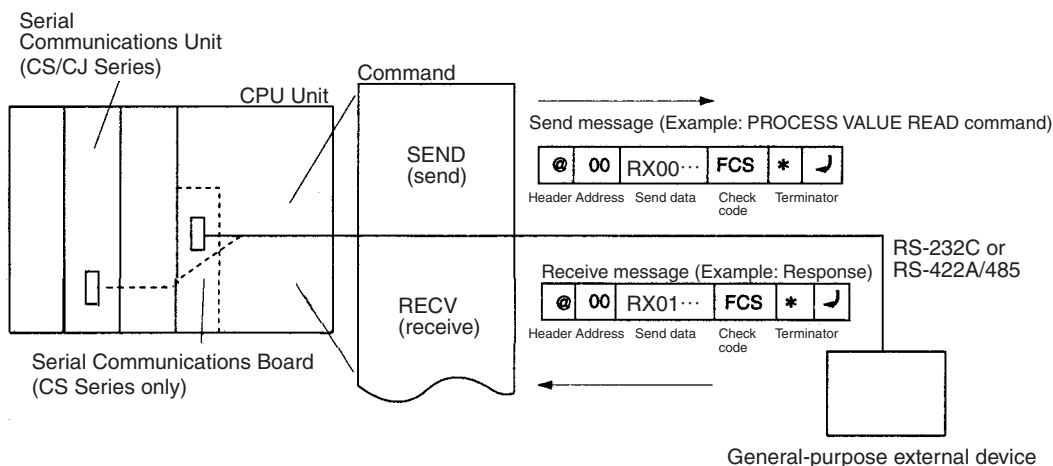 Serial
Communications Unit
(CS/CJ Series)
CPU Unit
Command
SEND
(send)
Send message (Example: PROCESS VALUE READ command)
@ 00 RX00··· FCS * ↲
Header Address Send data Check code Terminator
RS-232C or
RS-422A/485
Receive message (Example: Response)
@ 00 RX01··· FCS * ↲
Header Address Send data Check code Terminator
RECV
(receive)
Serial Communications Board
(CS Series only)
General-purpose external device